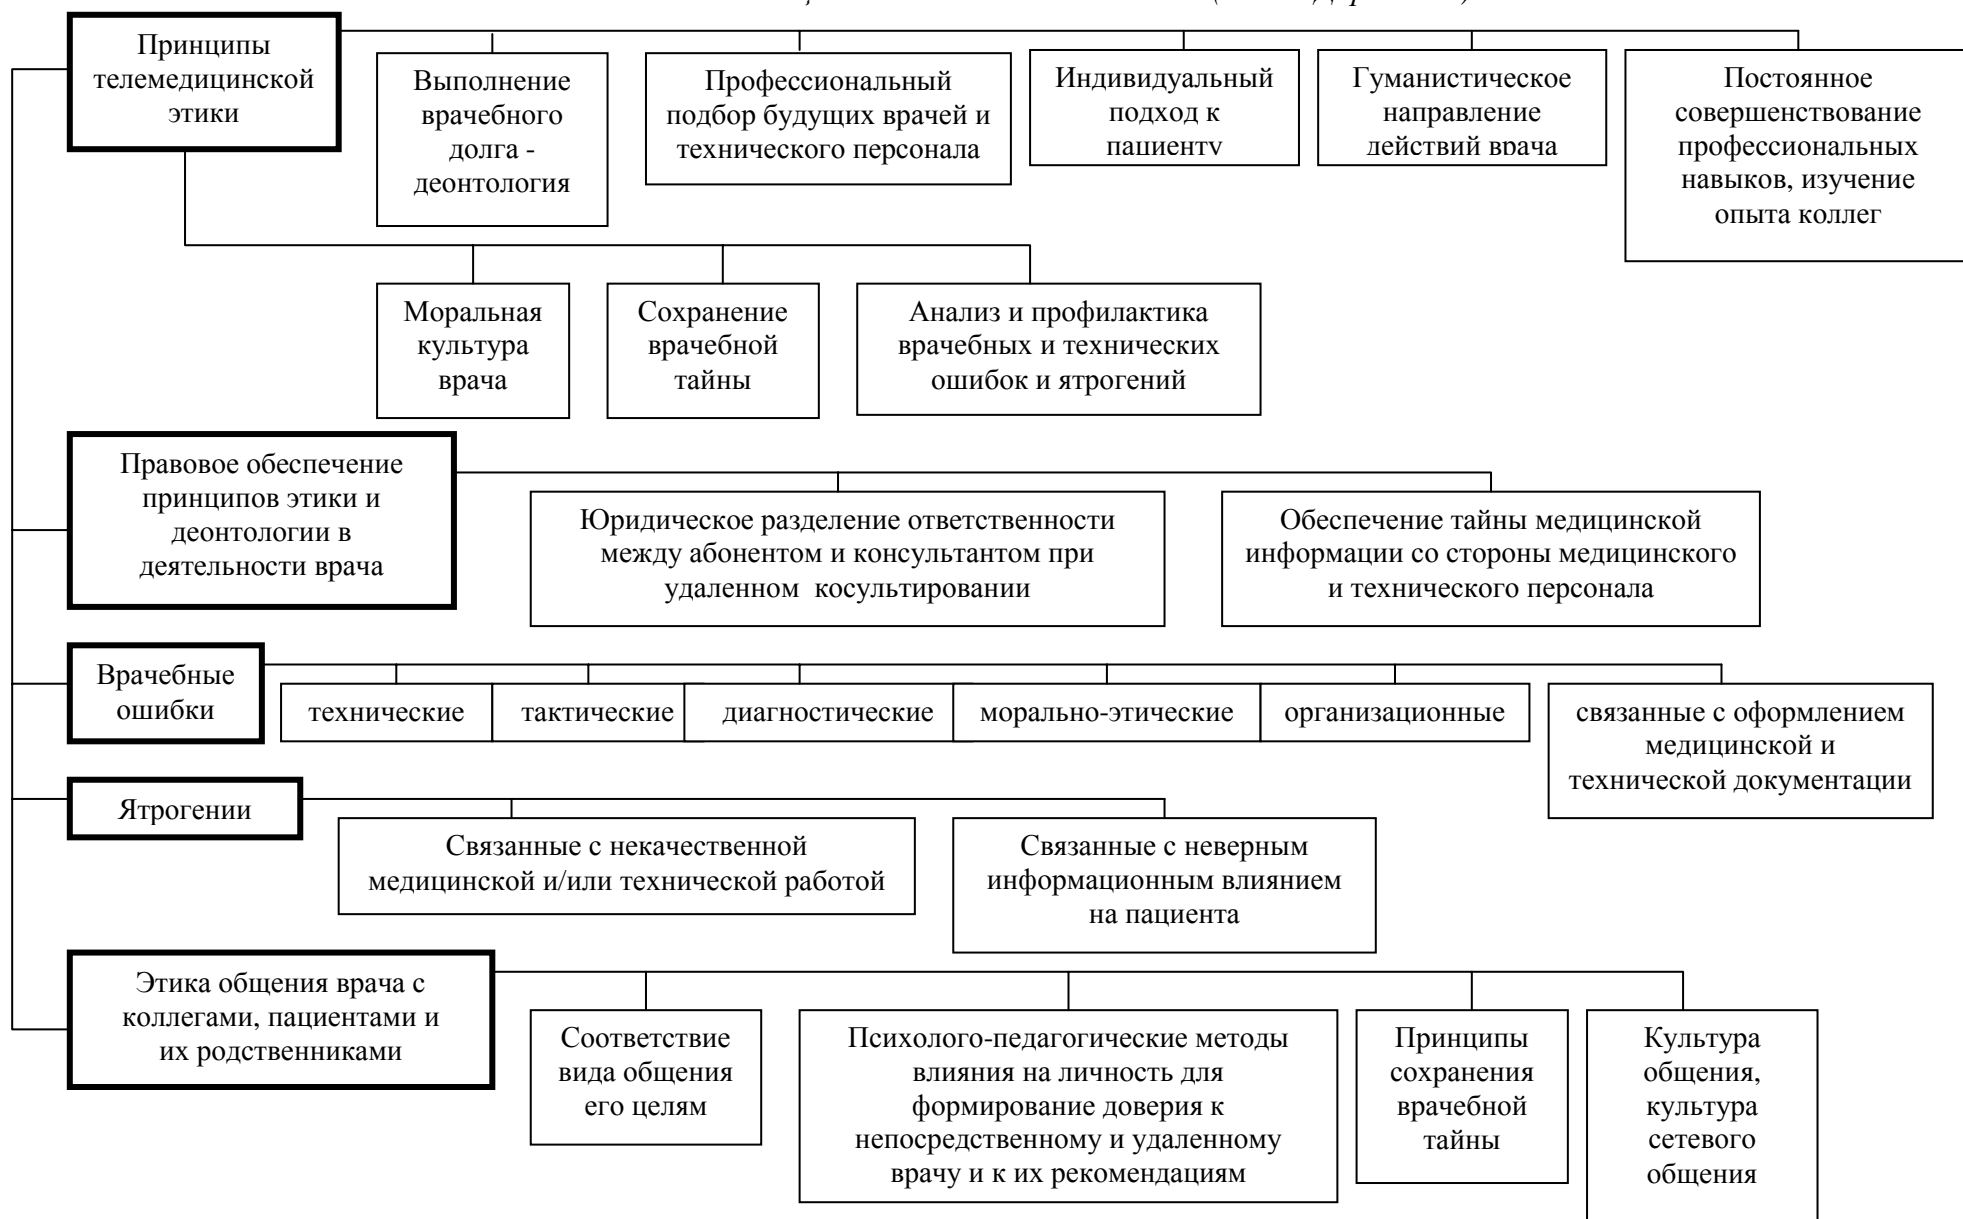 Принципы
телемедицинской
этики
Выполнение
врачебного
долга -
деонтология
Профессиональный
подбор будущих врачей и
технического персонала
Индивидуальный
подход к
пациенту
Гуманистическое
направление
действий врача
Постоянное
совершенствование
профессиональных
навыков, изучение
опыта коллег
Моральная
культура
врача
Сохранение
врачебной
тайны
Анализ и профилактика
врачебных и технических
ошибок и ятрогений
Правовое обеспечение
принципов этики и
деонтологии в
деятельности врача
Юридическое разделение ответственности
между абонентом и консультантом при
удаленном косультировании
Обеспечение тайны медицинской
информации со стороны медицинского
и технического персонала
Врачебные
ошибки
технические
тактические
диагностические
морально-этические
организационные
связанные с оформлением
медицинской и
технической документации
Ятрогении
Связанные с некачественной
медицинской и/или технической работой
Связанные с неверным
информационным влиянием
на пациента
Этика общения врача с
коллегами, пациентами и
их родственниками
Соответствие
вида общения
его целям
Психолого-педагогические методы
влияния на личность для
формирование доверия к
непосредственному и удаленному
врачу и к их рекомендациям
Принципы
сохранения
врачебной
тайны
Культура
общения,
культура
сетевого
общения